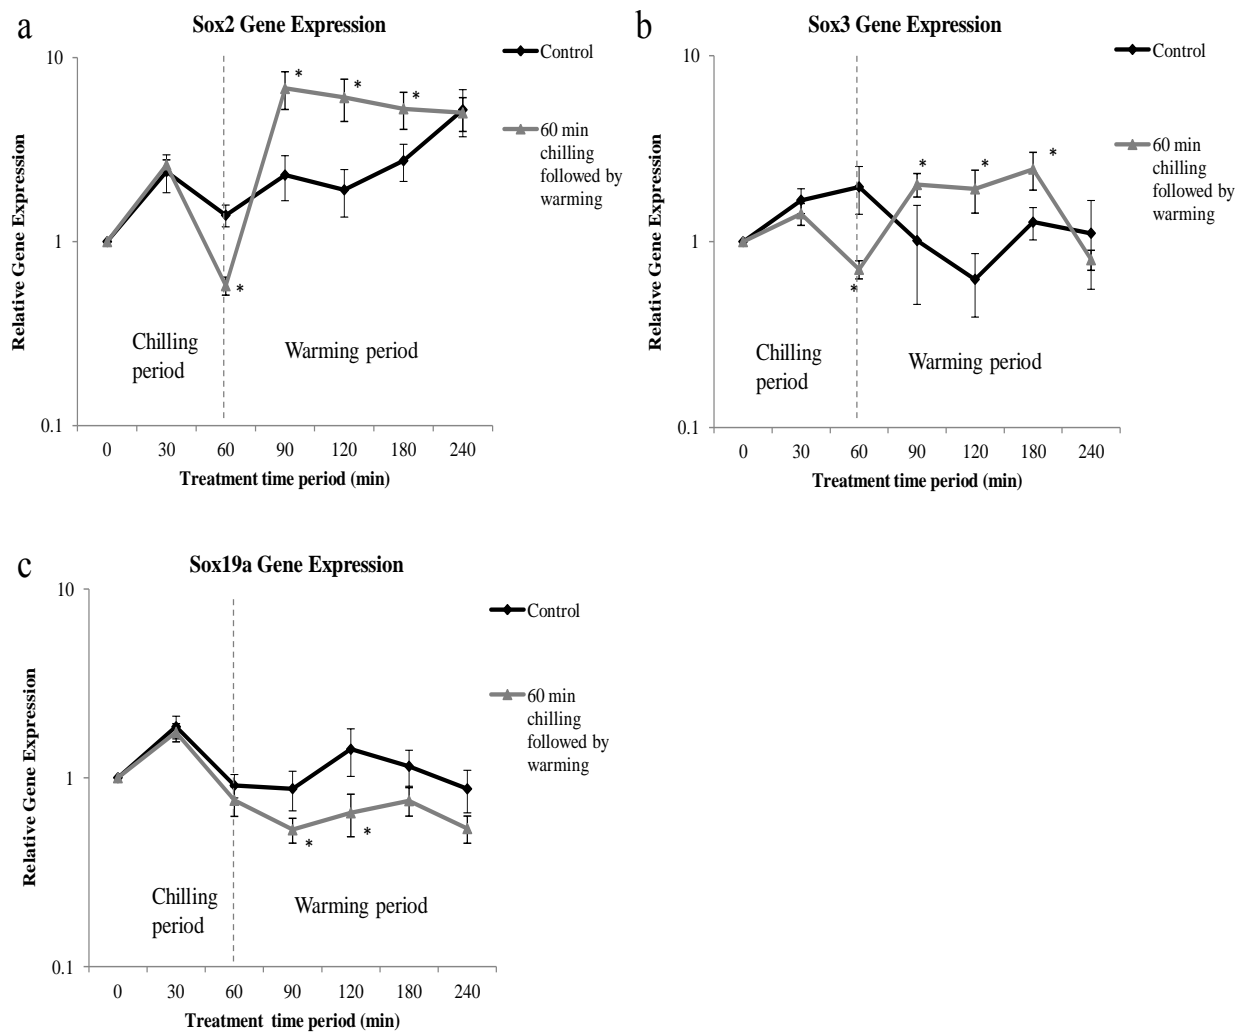 a
Sox2 Gene Expression
10
1
0.1
Relative Gene Expression
*
*
*
*
Chilling
period
Warming period
0 30 60 90 120 180 240
Treatment time period (min)
Control
60 min
chilling
followed by
warming
b
Sox3 Gene Expression
10
1
0.1
Relative Gene Expression
*
*
*
*
Chilling
period
Warming period
0 30 60 90 120 180 240
Treatment time period (min)
Control
60 min
chilling
followed by
warming
c
Sox19a Gene Expression
10
1
0.1
Relative Gene Expression
*
*
Chilling
period
Warming period
0 30 60 90 120 180 240
Treatment time period (min)
Control
60 min
chilling
followed by
warming